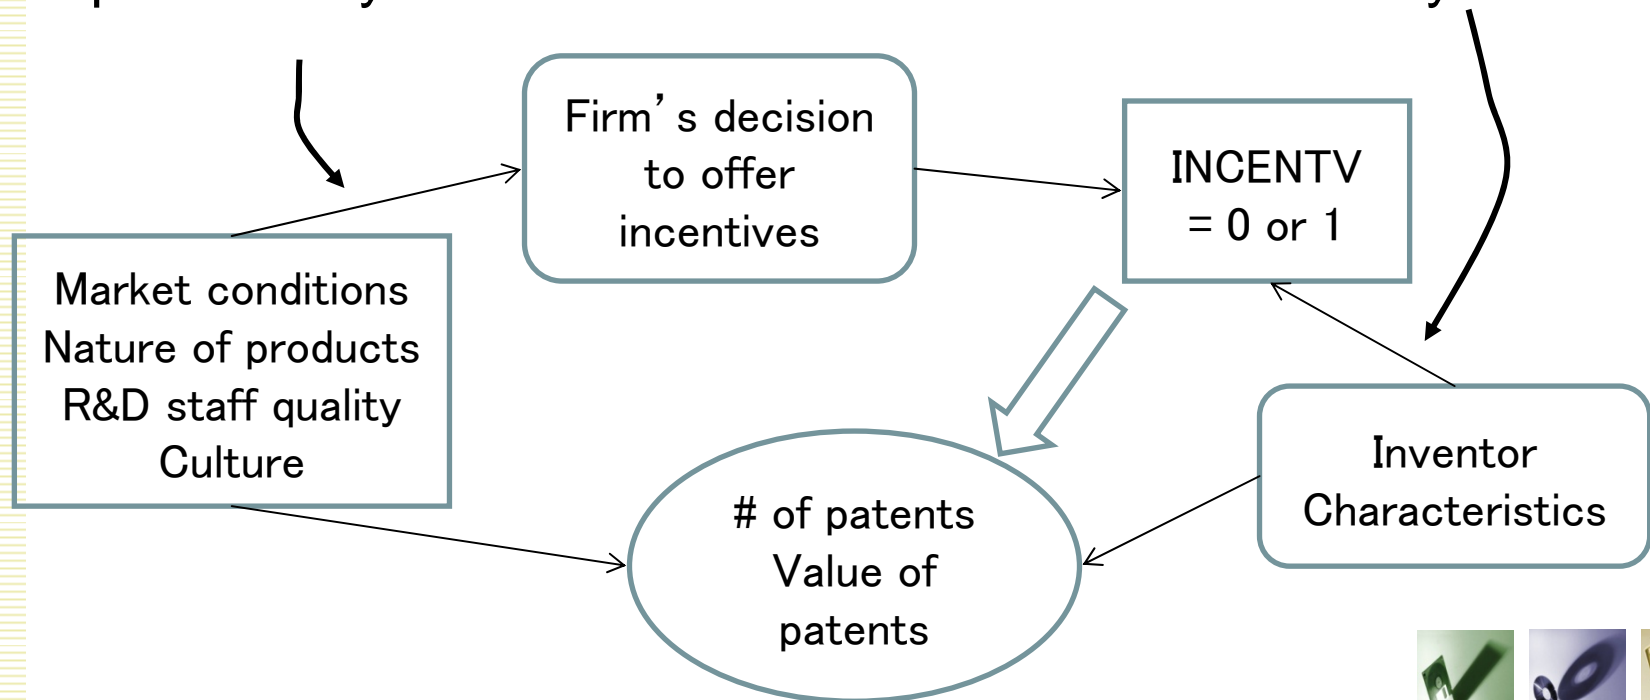 Firm’s decision
to offer
incentives
INCENTV
= 0 or 1
Market conditions
Nature of products
R&D staff quality
Culture
Inventor
Characteristics
# of patents
Value of
patents